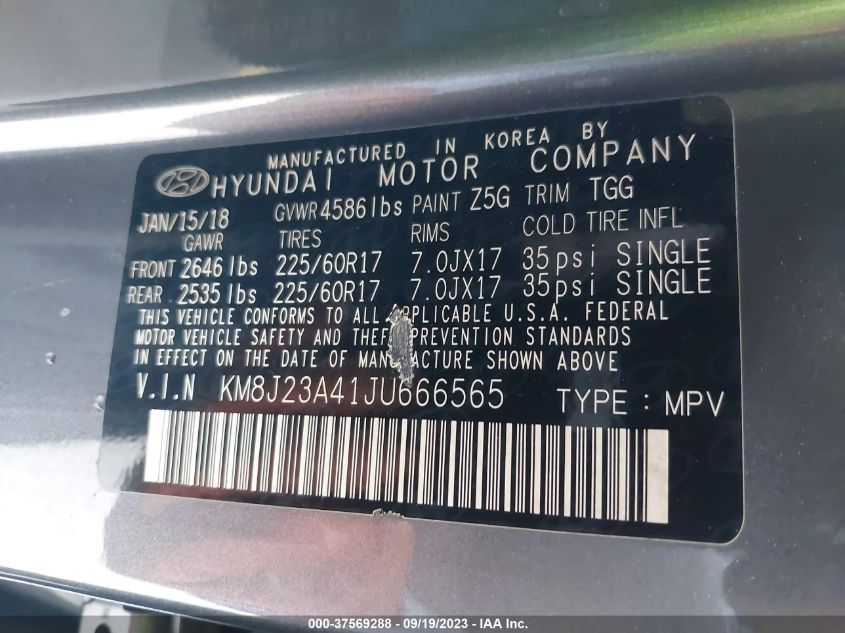 MANUFACTURED IN KOREA BY
HYUNDAI MOTOR COMPANY
JAN/15/18 GVWR 4586 lbs PAINT Z5G TRIM TGG
GAWR TIRES RIMS COLD TIRE INFL
FRONT 2646 lbs 225/60R17 7.0JX17 35psi SINGLE
REAR 2535 lbs 225/60R17 7.0JX17 35psi SINGLE
THIS VEHICLE CONFORMS TO ALL APPLICABLE U.S.A. FEDERAL
MOTOR VEHICLE SAFETY AND THEFT PREVENTION STANDARDS
IN EFFECT ON THE DATE OF MANUFACTURE SHOWN ABOVE
V.I.N KM8J23A41JU666565 TYPE : MPV
000-37569288 - 09/19/2023 - © IAA, Inc.